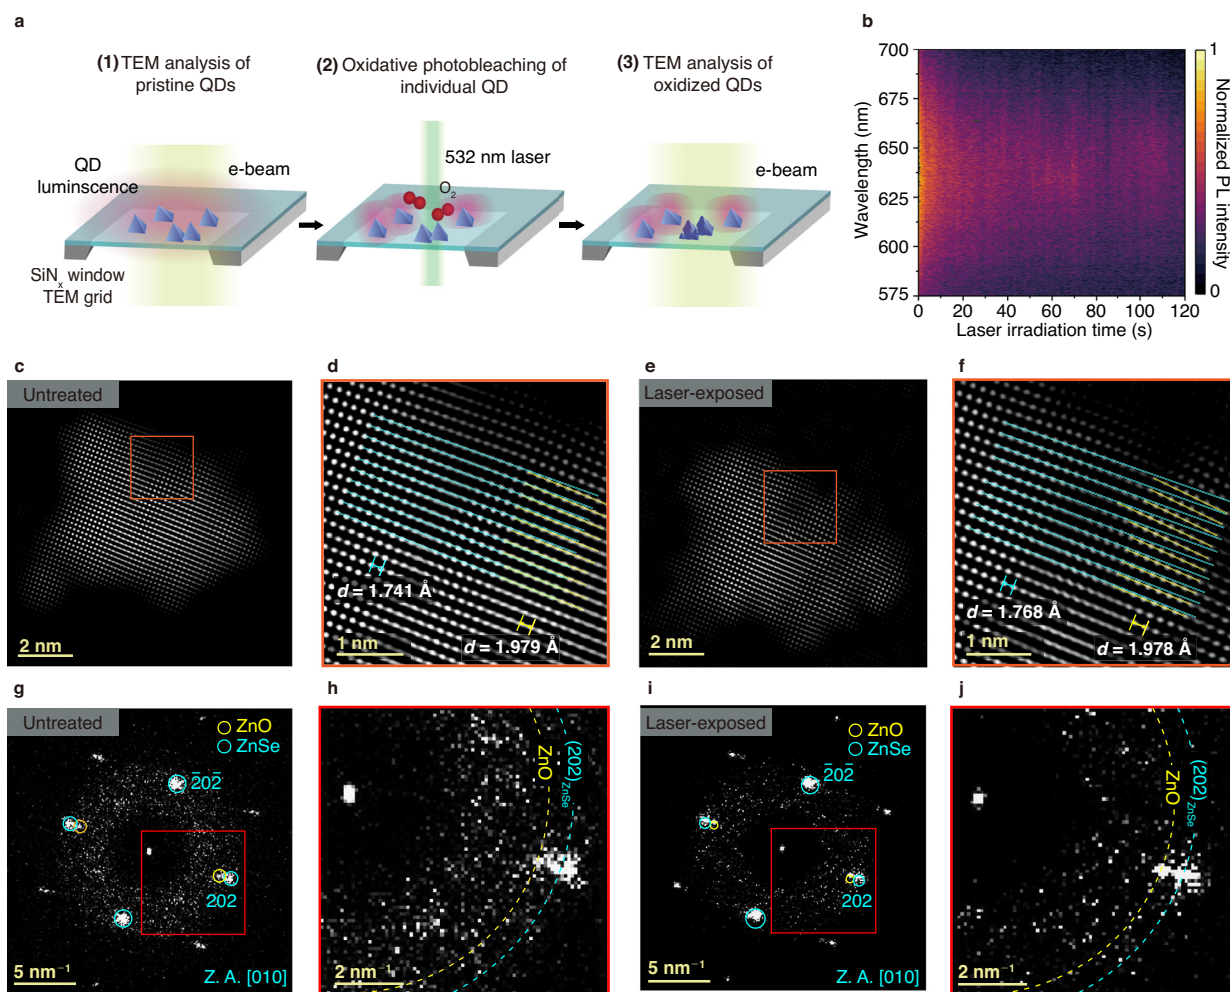 a
(1) TEM analysis of
pristine QDs
(2) Oxidative photobleaching of
individual QD
(3) TEM analysis of
oxidized QDs
QD
luminscence
e-beam
532 nm laser
O2
e-beam
SiNx window
TEM grid
b
700
675
650
625
600
575
Wavelength (nm)
0 20 40 60 80 100 120
Laser irradiation time (s)
1
0
Normalized PL intensity
c
Untreated
2 nm
d
d = 1.741 Å
d = 1.979 Å
1 nm
e
Laser-exposed
2 nm
f
d = 1.768 Å
d = 1.978 Å
1 nm
g
Untreated
ZnO
ZnSe
2̅02̅
202
5 nm⁻¹
Z. A. [010]
h
ZnO
(202)ZnSe
2 nm⁻¹
i
Laser-exposed
ZnO
ZnSe
2̅02̅
202
5 nm⁻¹
Z. A. [010]
j
ZnO
(202)ZnSe
2 nm⁻¹